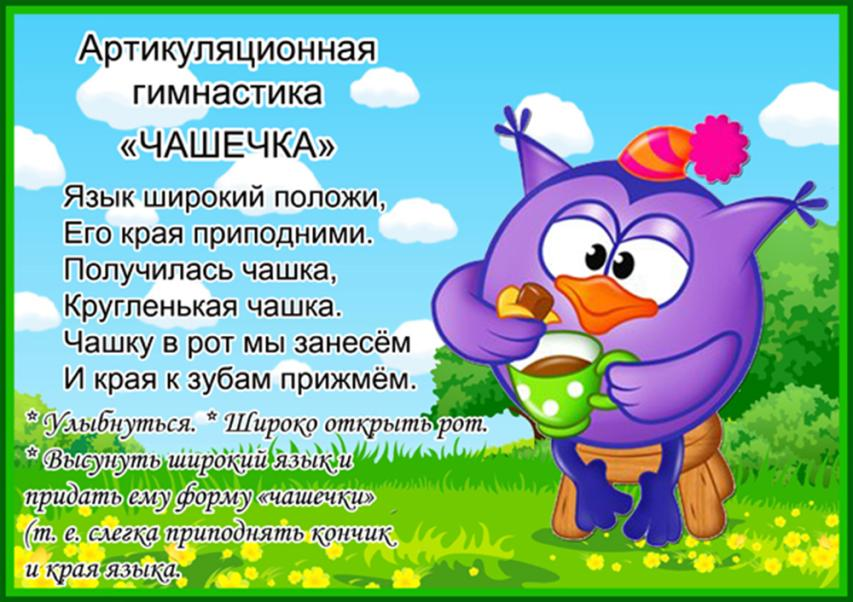 Артикуляционная
гимнастика
«ЧАШЕЧКА»
Язык широкий положи,
Его края приподними.
Получилась чашка,
Кругленькая чашка.
Чашку в рот мы занесём
И края к зубам прижмём.
* Улыбнуться. * Широко открыть рот.
* Высунуть широкий язык и
придать ему форму «чашечки»
(т. е. слегка приподнять кончик
и края языка.